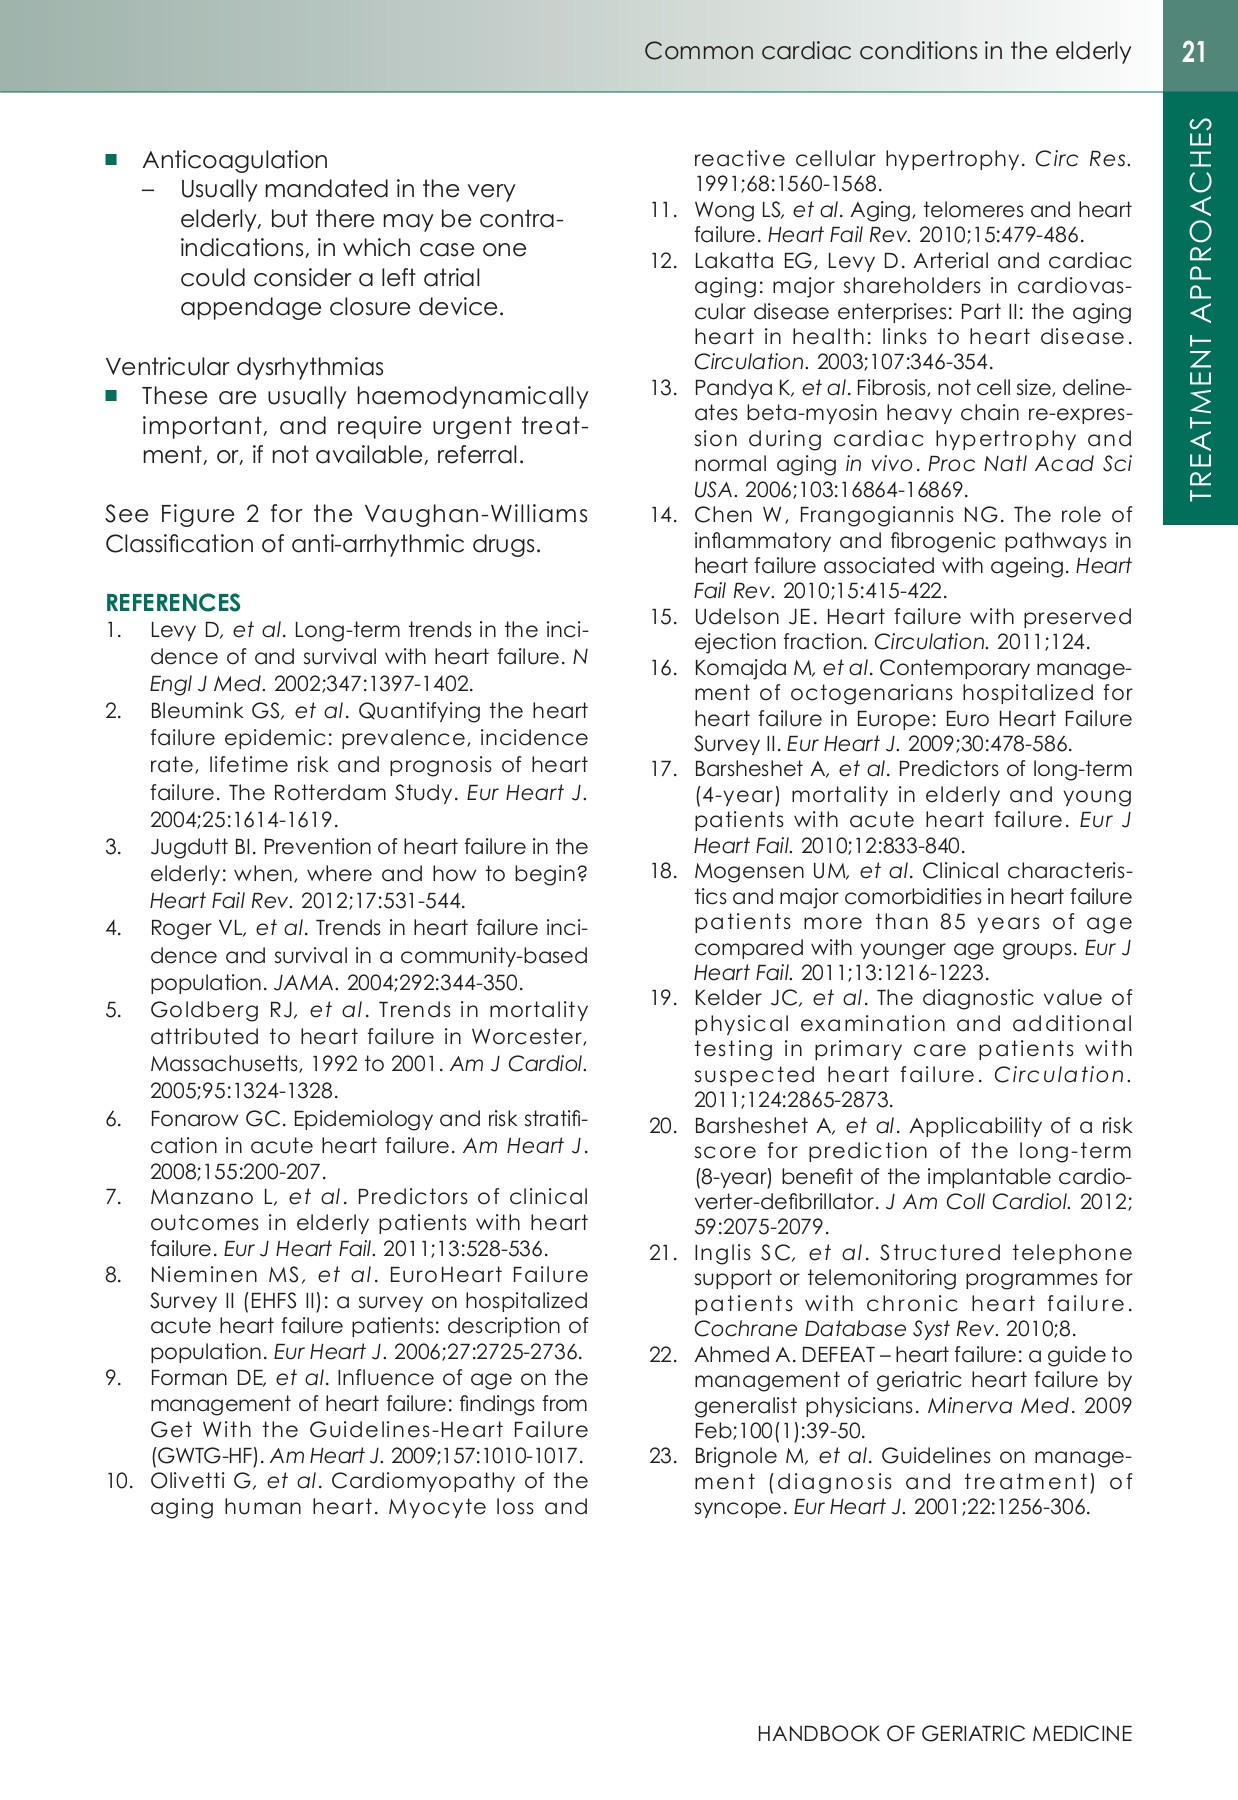 Common cardiac conditions in the elderly
21
TREATMENT APPROACHES
■ Anticoagulation
– Usually mandated in the very
elderly, but there may be contra-
indications, in which case one
could consider a left atrial
appendage closure device.
Ventricular dysrhythmias
■ These are usually haemodynamically
important, and require urgent treat-
ment, or, if not available, referral.
See Figure 2 for the Vaughan-Williams
Classification of anti-arrhythmic drugs.
REFERENCES
1. Levy D, et al. Long-term trends in the inci-
dence of and survival with heart failure. N
Engl J Med. 2002;347:1397-1402.
2. Bleumink GS, et al. Quantifying the heart
failure epidemic: prevalence, incidence
rate, lifetime risk and prognosis of heart
failure. The Rotterdam Study. Eur Heart J.
2004;25:1614-1619.
3. Jugdutt BI. Prevention of heart failure in the
elderly: when, where and how to begin?
Heart Fail Rev. 2012;17:531-544.
4. Roger VL, et al. Trends in heart failure inci-
dence and survival in a community-based
population. JAMA. 2004;292:344-350.
5. Goldberg RJ, et al. Trends in mortality
attributed to heart failure in Worcester,
Massachusetts, 1992 to 2001. Am J Cardiol.
2005;95:1324-1328.
6. Fonarow GC. Epidemiology and risk stratifi-
cation in acute heart failure. Am Heart J.
2008;155:200-207.
7. Manzano L, et al. Predictors of clinical
outcomes in elderly patients with heart
failure. Eur J Heart Fail. 2011;13:528-536.
8. Nieminen MS, et al. EuroHeart Failure
Survey II (EHFS II): a survey on hospitalized
acute heart failure patients: description of
population. Eur Heart J. 2006;27:2725-2736.
9. Forman DE, et al. Influence of age on the
management of heart failure: findings from
Get With the Guidelines-Heart Failure
(GWTG-HF). Am Heart J. 2009;157:1010-1017.
10. Olivetti G, et al. Cardiomyopathy of the
aging human heart. Myocyte loss and
reactive cellular hypertrophy. Circ Res.
1991;68:1560-1568.
11. Wong LS, et al. Aging, telomeres and heart
failure. Heart Fail Rev. 2010;15:479-486.
12. Lakatta EG, Levy D. Arterial and cardiac
aging: major shareholders in cardiovas-
cular disease enterprises: Part II: the aging
heart in health: links to heart disease.
Circulation. 2003;107:346-354.
13. Pandya K, et al. Fibrosis, not cell size, deline-
ates beta-myosin heavy chain re-expres-
sion during cardiac hypertrophy and
normal aging in vivo. Proc Natl Acad Sci
USA. 2006;103:16864-16869.
14. Chen W, Frangogiannis NG. The role of
inflammatory and fibrogenic pathways in
heart failure associated with ageing. Heart
Fail Rev. 2010;15:415-422.
15. Udelson JE. Heart failure with preserved
ejection fraction. Circulation. 2011;124.
16. Komajda M, et al. Contemporary manage-
ment of octogenarians hospitalized for
heart failure in Europe: Euro Heart Failure
Survey II. Eur Heart J. 2009;30:478-586.
17. Barsheshet A, et al. Predictors of long-term
(4-year) mortality in elderly and young
patients with acute heart failure. Eur J
Heart Fail. 2010;12:833-840.
18. Mogensen UM, et al. Clinical characteris-
tics and major comorbidities in heart failure
patients more than 85 years of age
compared with younger age groups. Eur J
Heart Fail. 2011;13:1216-1223.
19. Kelder JC, et al. The diagnostic value of
physical examination and additional
testing in primary care patients with
suspected heart failure. Circulation.
2011;124:2865-2873.
20. Barsheshet A, et al. Applicability of a risk
score for prediction of the long-term
(8-year) benefit of the implantable cardio-
verter-defibrillator. J Am Coll Cardiol. 2012;
59:2075-2079.
21. Inglis SC, et al. Structured telephone
support or telemonitoring programmes for
patients with chronic heart failure.
Cochrane Database Syst Rev. 2010;8.
22. Ahmed A. DEFEAT – heart failure: a guide to
management of geriatric heart failure by
generalist physicians. Minerva Med. 2009
Feb;100(1):39-50.
23. Brignole M, et al. Guidelines on manage-
ment (diagnosis and treatment) of
syncope. Eur Heart J. 2001;22:1256-306.
HANDBOOK OF GERIATRIC MEDICINE